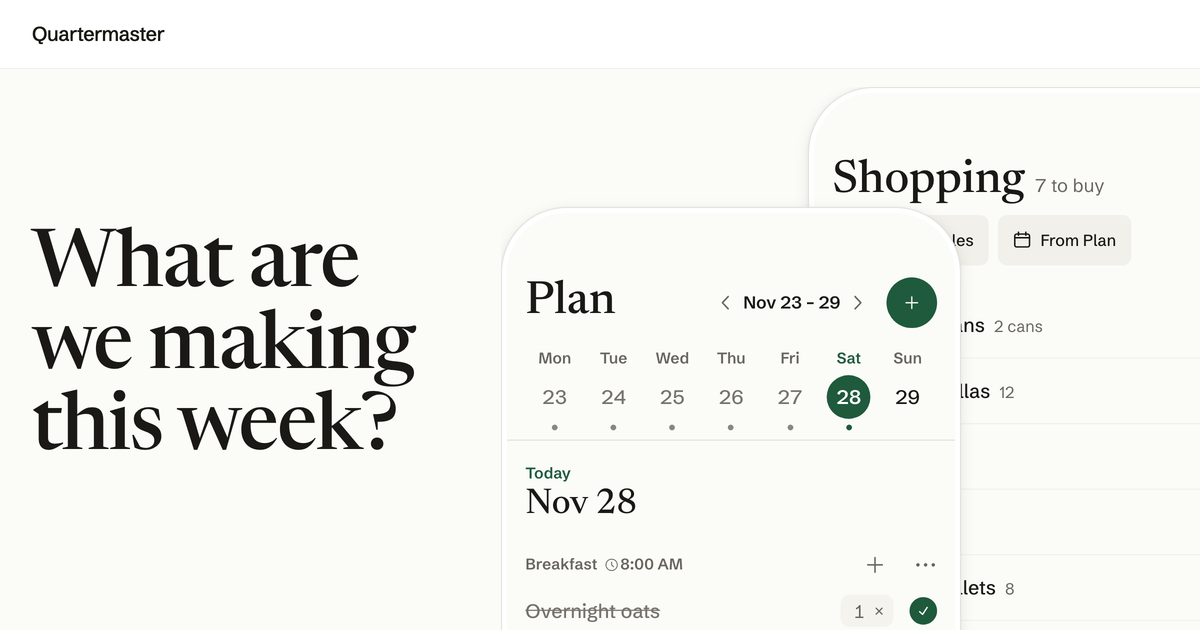 Quartermaster
What are
we making
this week?
Shopping 7 to buy
From Plan
2 cans
12
8
Plan
Nov 23 – 29
Mon Tue Wed Thu Fri Sat Sun
23 24 25 26 27 28 29
Today
Nov 28
Breakfast 8:00 AM
Overnight oats
1 ×